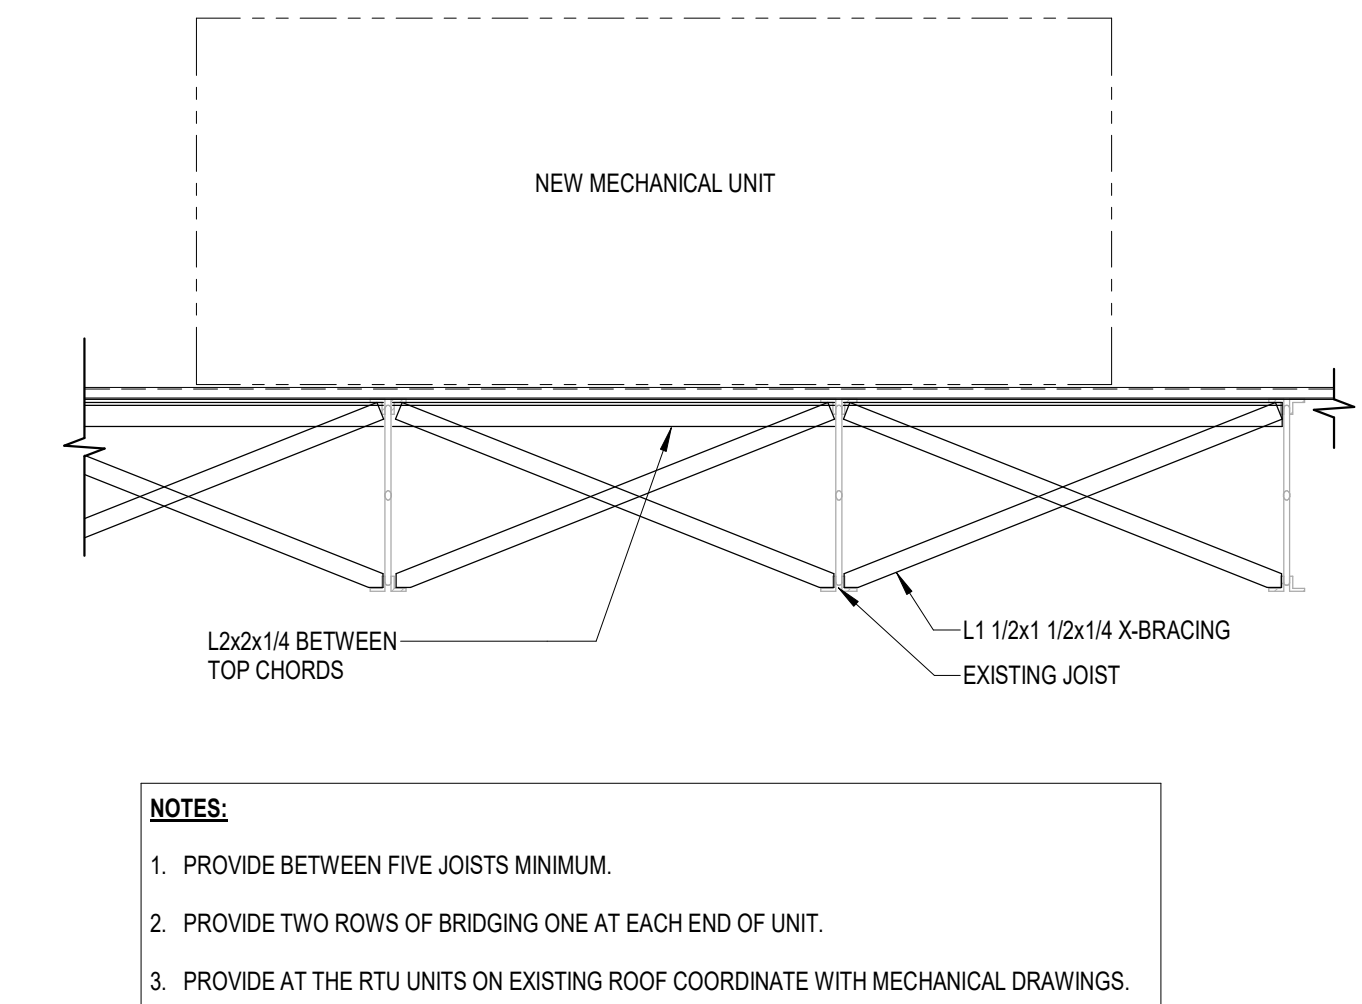 NEW MECHANICAL UNIT
L2x2x1/4 BETWEEN
TOP CHORDS
L1 1/2x1 1/2x1/4 X-BRACING
EXISTING JOIST
NOTES:
1. PROVIDE BETWEEN FIVE JOISTS MINIMUM.
2. PROVIDE TWO ROWS OF BRIDGING ONE AT EACH END OF UNIT.
3. PROVIDE AT THE RTU UNITS ON EXISTING ROOF COORDINATE WITH MECHANICAL DRAWINGS.